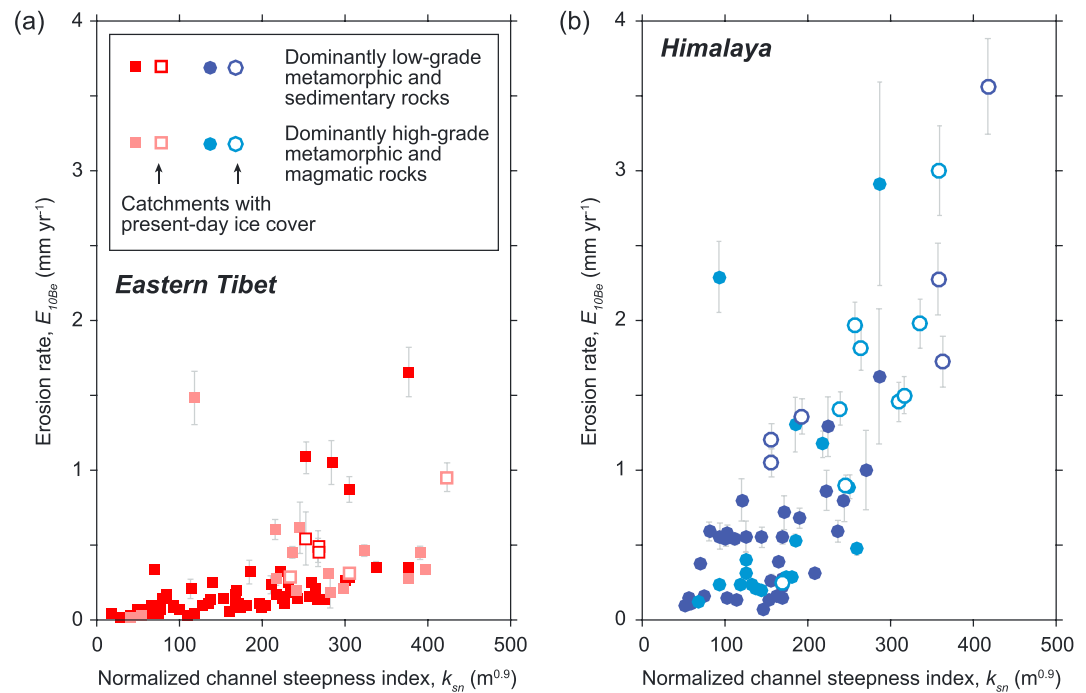 (a)
4
3
2
1
0
Erosion rate, E10Be (mm yr-1)
Dominantly low-grade
metamorphic and
sedimentary rocks
Dominantly high-grade
metamorphic and
magmatic rocks
Catchments with
present-day ice cover
Eastern Tibet
0 100 200 300 400 500
Normalized channel steepness index, ksn (m0.9)
(b)
Himalaya
4
3
2
1
0
Erosion rate, E10Be (mm yr-1)
0 100 200 300 400 500
Normalized channel steepness index, ksn (m0.9)